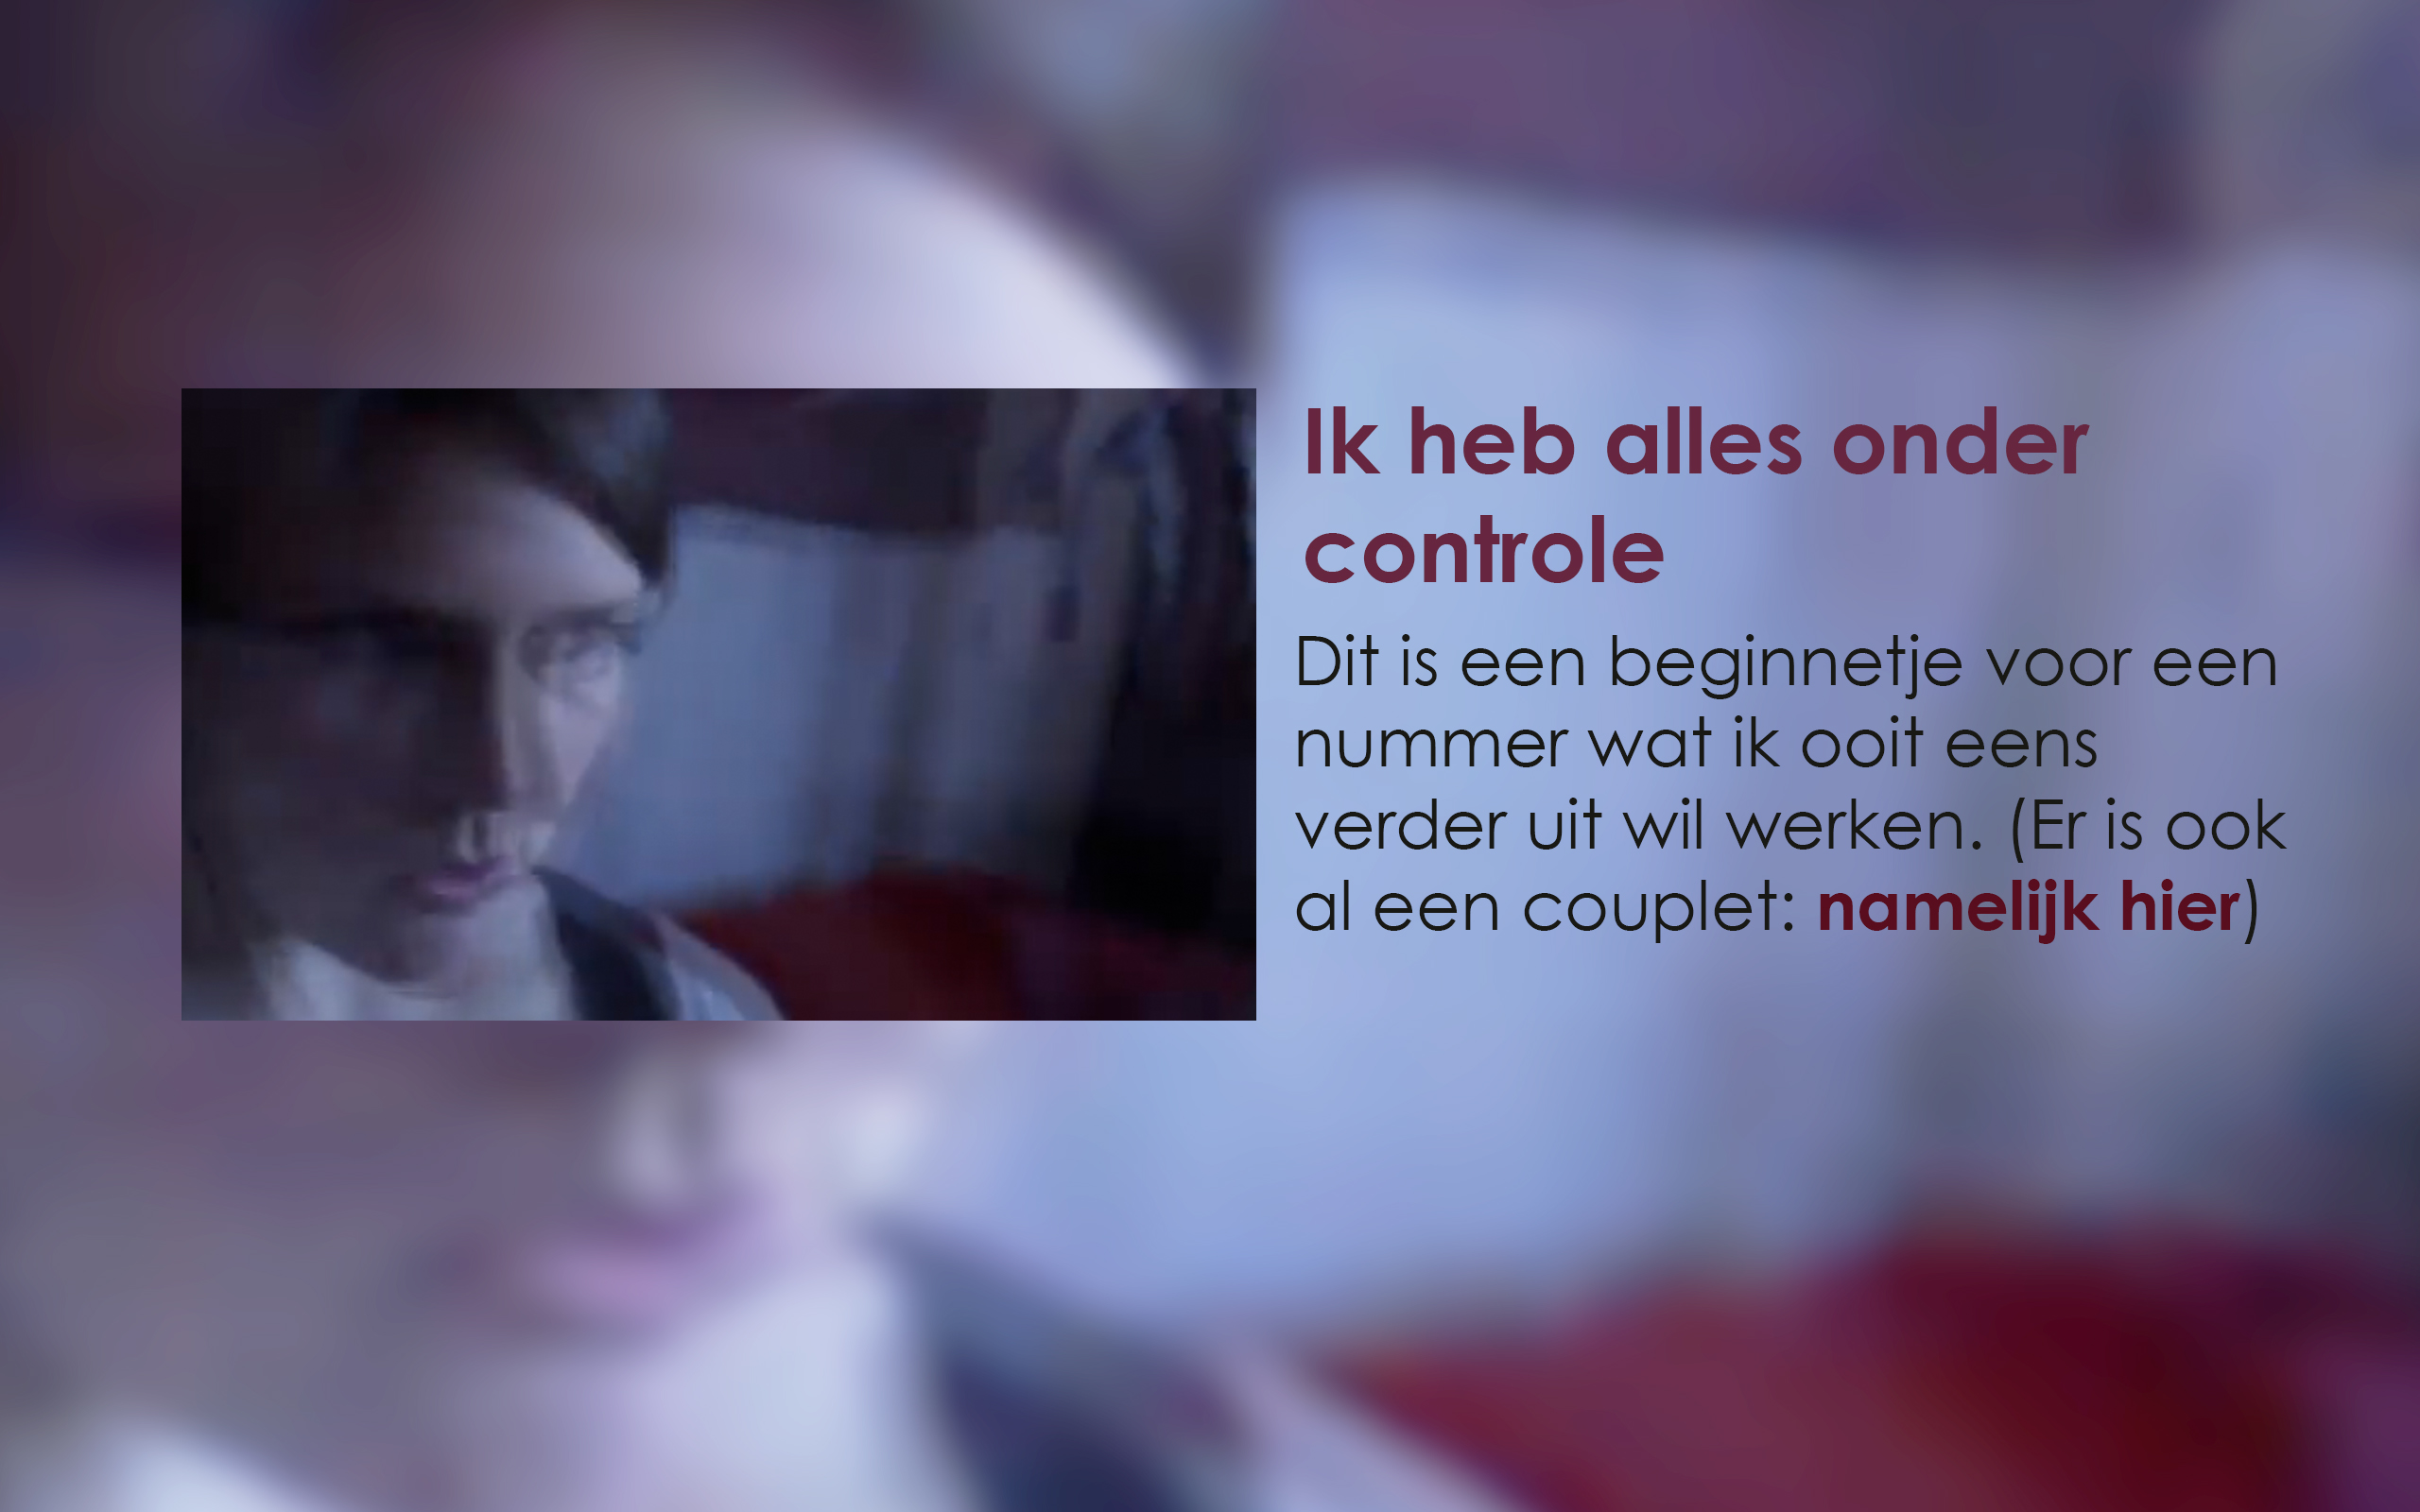 Ik heb alles onder
controle
Dit is een beginnetje voor een
nummer wat ik ooit eens
verder uit wil werken. (Er is ook
al een couplet: namelijk hier)